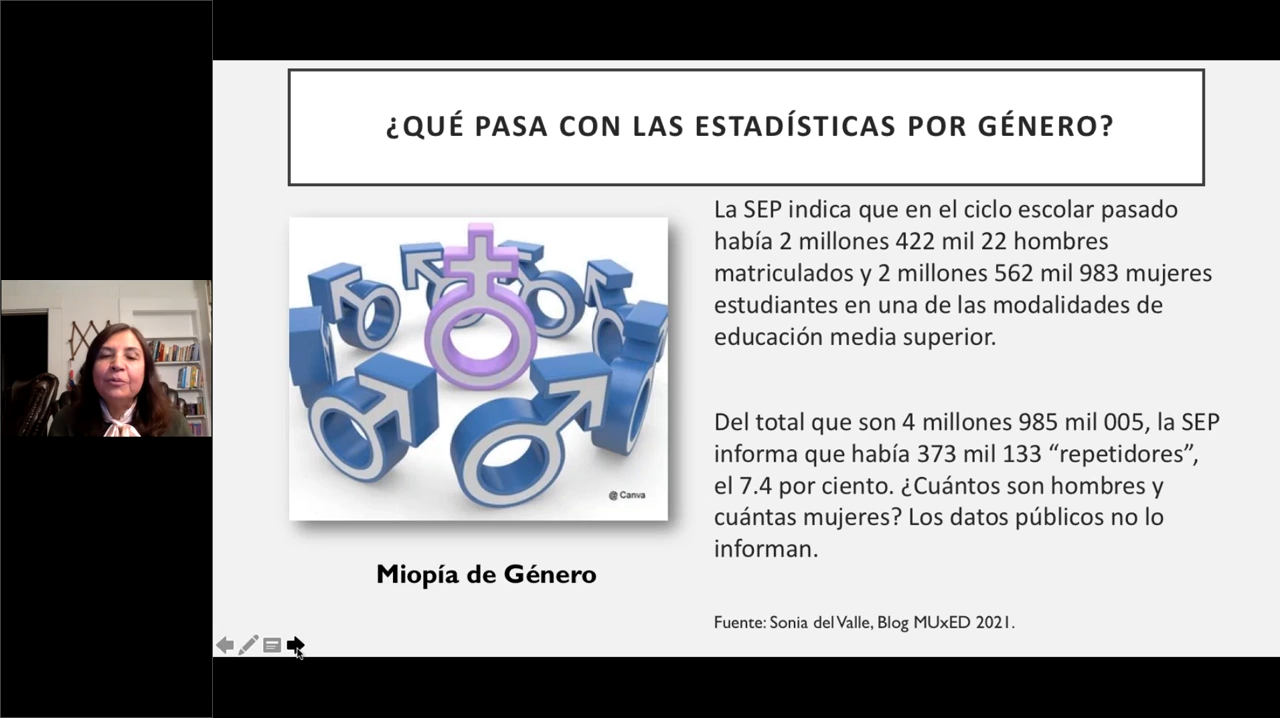 ¿QUÉ PASA CON LAS ESTADÍSTICAS POR GÉNERO?
La SEP indica que en el ciclo escolar pasado
había 2 millones 422 mil 22 hombres
matriculados y 2 millones 562 mil 983 mujeres
estudiantes en una de las modalidades de
educación media superior.
Del total que son 4 millones 985 mil 005, la SEP
informa que había 373 mil 133 “repetidores”,
el 7.4 por ciento. ¿Cuántos son hombres y
cuántas mujeres? Los datos públicos no lo
informan.
@ Canva
Miopía de Género
Fuente: Sonia del Valle, Blog MUxED 2021.